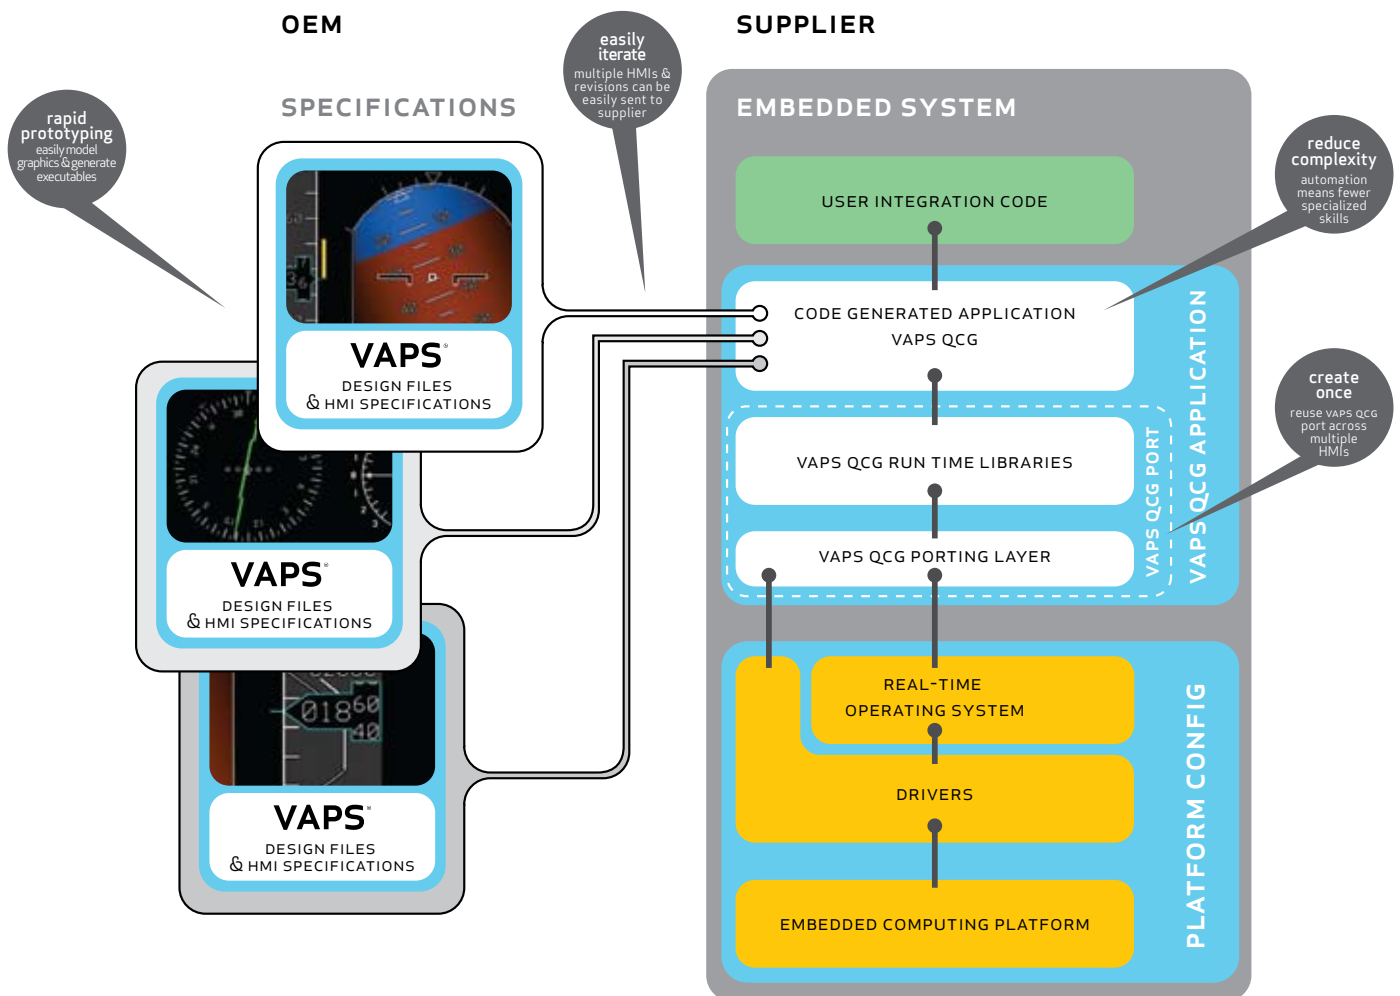 OEM
SUPPLIER
SPECIFICATIONS
EMBEDDED SYSTEM
rapid
prototyping
easily model
graphics & generate
executables
easily
iterate
multiple HMIs &
revisions can be
easily sent to
supplier
reduce
complexity
automation
means fewer
specialized
skills
create
once
reuse VAPS QCG
port across
multiple
HMIs
VAPS®
DESIGN FILES
& HMI SPECIFICATIONS
VAPS®
DESIGN FILES
& HMI SPECIFICATIONS
018
60
40
VAPS®
DESIGN FILES
& HMI SPECIFICATIONS
USER INTEGRATION CODE
CODE GENERATED APPLICATION
VAPS QCG
VAPS QCG RUN TIME LIBRARIES
VAPS QCG PORTING LAYER
VAPS QCG PORT
VAPS QCG APPLICATION
REAL-TIME
OPERATING SYSTEM
DRIVERS
EMBEDDED COMPUTING PLATFORM
PLATFORM CONFIG